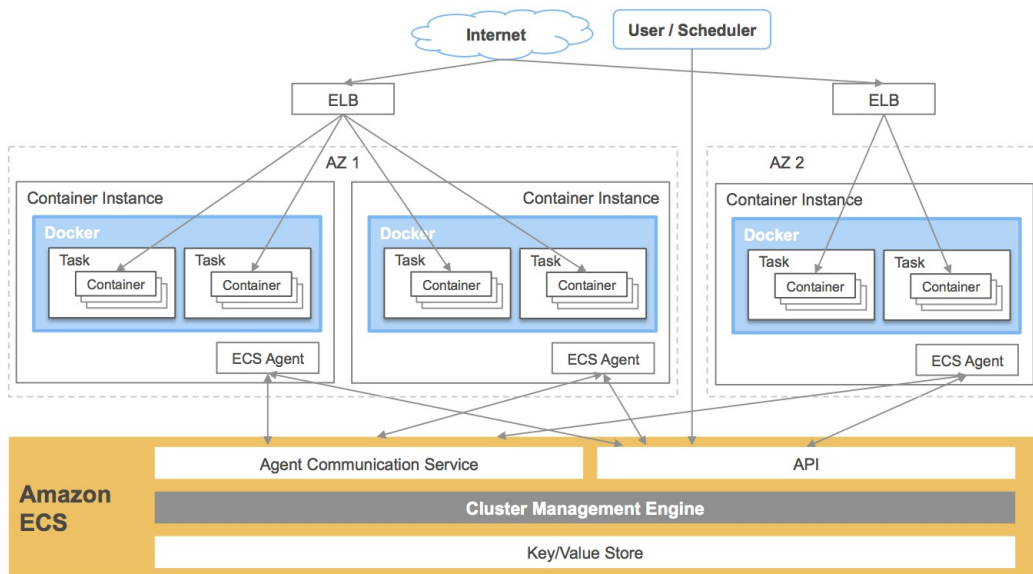 Internet
User / Scheduler
ELB
ELB
AZ 1
AZ 2
Container Instance
Container Instance
Container Instance
Docker
Docker
Docker
Task
Task
Task
Task
Task
Task
Container
Container
Container
Container
Container
Container
ECS Agent
ECS Agent
ECS Agent
Amazon
ECS
Agent Communication Service
API
Cluster Management Engine
Key/Value Store